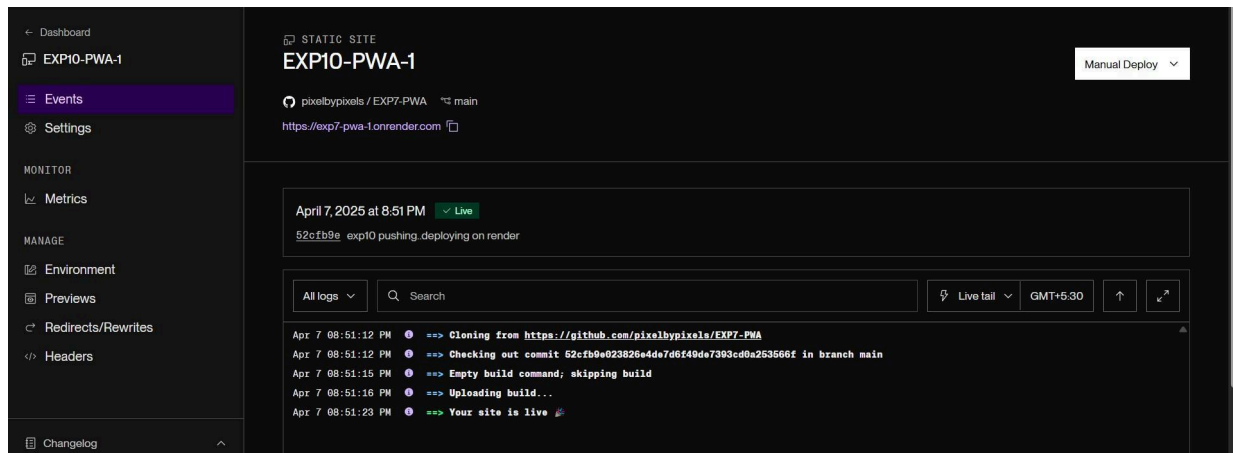 ← Dashboard
EXP10-PWA-1
Events
Settings
MONITOR
Metrics
MANAGE
Environment
Previews
Redirects/Rewrites
Headers
Changelog
STATIC SITE
EXP10-PWA-1
Manual Deploy
pixelbypixels / EXP7-PWA main
https://exp7-pwa-1.onrender.com
April 7, 2025 at 8:51 PM ✓ Live
52cfb9e exp10 pushing..deploying on render
All logs Search Live tail GMT+5:30
Apr 7 08:51:12 PM ==> Cloning from https://github.com/pixelbypixels/EXP7-PWA
Apr 7 08:51:12 PM ==> Checking out commit 52cfb9e023826e4de7d6f49de7393cd0a253566f in branch main
Apr 7 08:51:15 PM ==> Empty build command; skipping build
Apr 7 08:51:16 PM ==> Uploading build...
Apr 7 08:51:23 PM ==> Your site is live 🎉